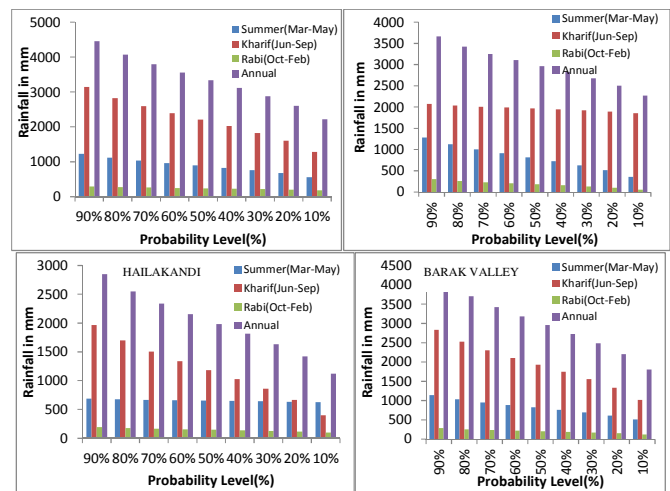 5000
4000
3000
2000
1000
0
Rainfall in mm
Summer(Mar-May)
Kharif(Jun-Sep)
Rabi(Oct-Feb)
Annual
90% 80% 70% 60% 50% 40% 30% 20% 10%
Probability Level(%)
4000
3500
3000
2500
2000
1500
1000
500
0
Rainfall in mm
Summer(Mar-May)
Kharif(Jun-Sep)
Rabi(Oct-Feb)
Annual
90% 80% 70% 60% 50% 40% 30% 20% 10%
Probability Level(%)
HAILAKANDI
3000
2500
2000
1500
1000
500
0
Rainfall in mm
Summer(Mar-May)
Kharif(Jun-Sep)
Rabi(Oct-Feb)
Annual
90% 80% 70% 60% 50% 40% 30% 20% 10%
Probability Level(%)
BARAK VALLEY
4500
4000
3500
3000
2500
2000
1500
1000
500
0
Rainfall in mm
Summer(Mar-May)
Kharif(Jun-Sep)
Rabi(Oct-Feb)
Annual
90% 80% 70% 60% 50% 40% 30% 20% 10%
Probability Level(%)